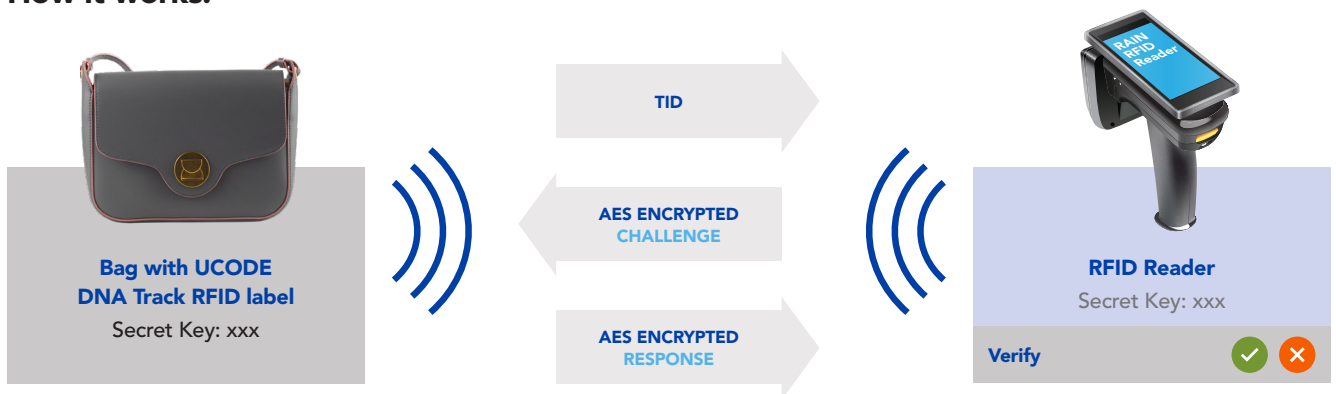 How it works:
RAIN
RFID
Reader
TID
AES ENCRYPTED
CHALLENGE
Bag with UCODE
DNA Track RFID label
Secret Key: xxx
RFID Reader
Secret Key: xxx
AES ENCRYPTED
RESPONSE
Verify